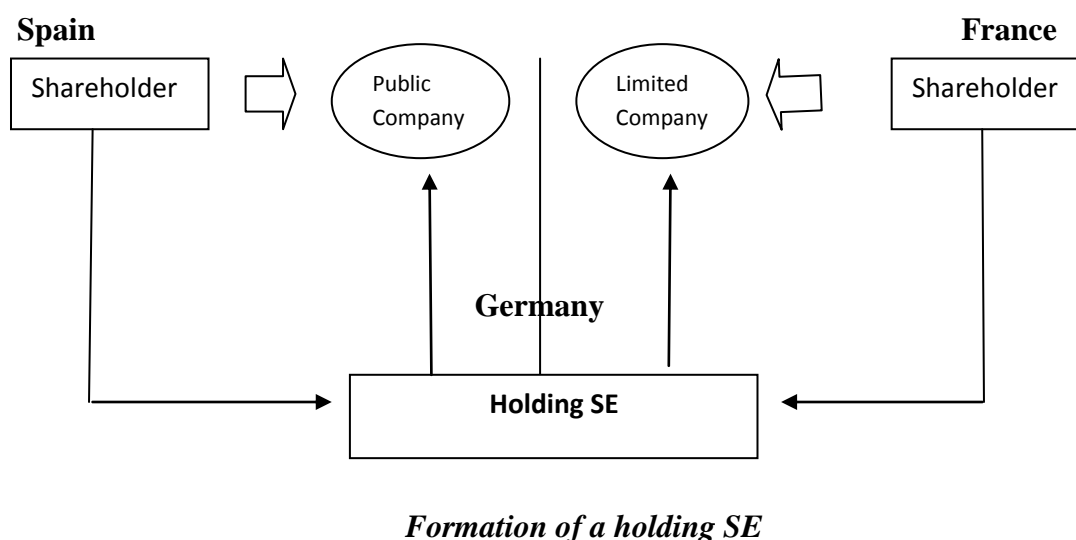 Spain
France
Shareholder
Public
Company
Limited
Company
Shareholder
Germany
Holding SE
Formation of a holding SE